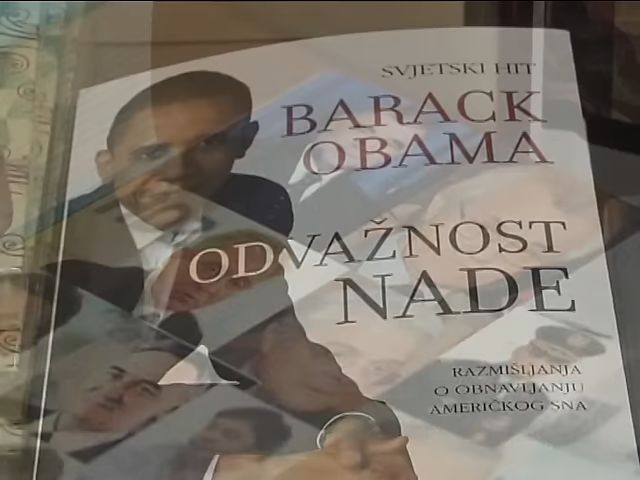 SVJETSKI HIT
BARACK
OBAMA
ODVAŽNOST
NADE
RAZMIŠLJANJA
O OBNAVLJANJU
AMERIČKOG SNA